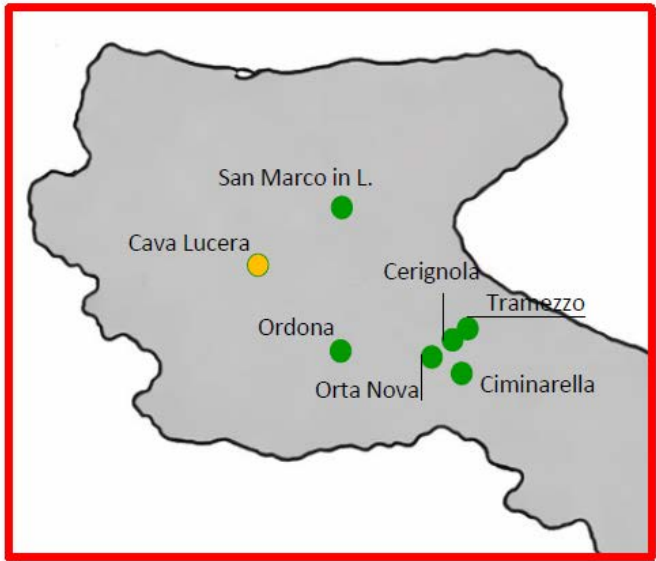 San Marco in L.
Cava Lucera
Cerignola
Tramezzo
Ordona
Orta Nova
Ciminarella